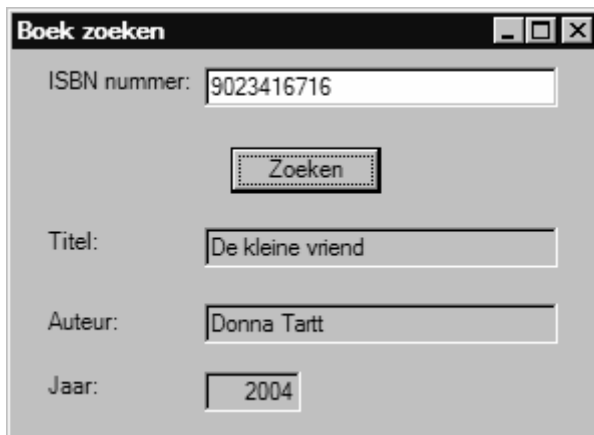 Boek zoeken
ISBN nummer: 9023416716
Zoeken
Titel: De kleine vriend
Auteur: Donna Tartt
Jaar: 2004